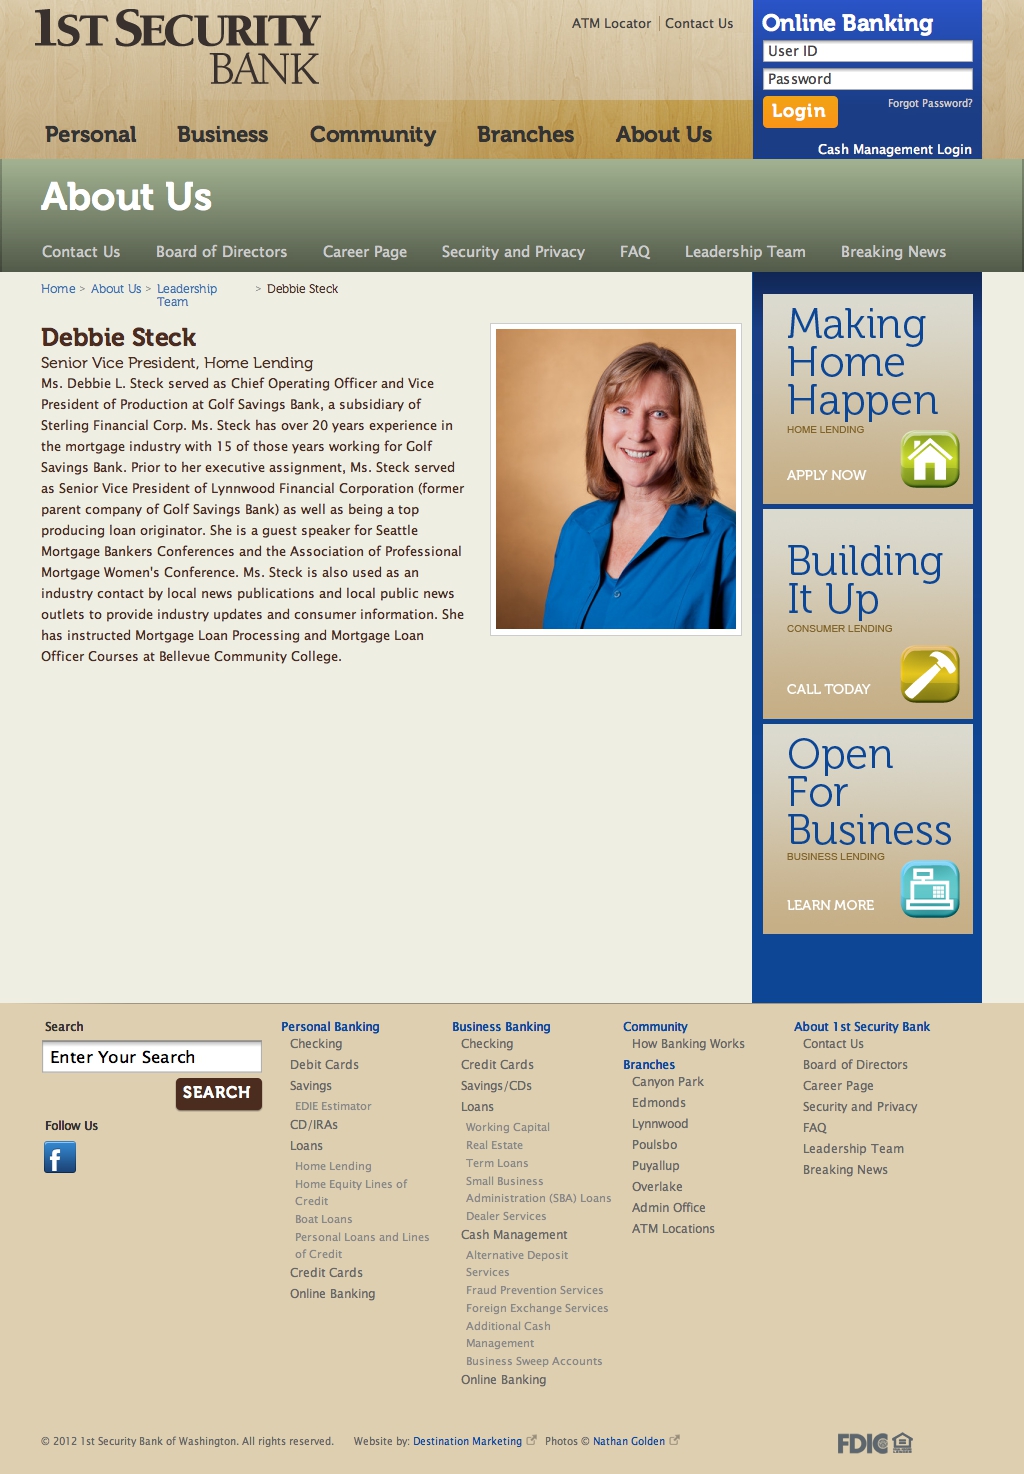 1ST SECURITY
BANK
ATM Locator
Contact Us
Online Banking
User ID
Password
Login
Forgot Password?
Cash Management Login
Personal
Business
Community
Branches
About Us
About Us
Contact Us
Board of Directors
Career Page
Security and Privacy
FAQ
Leadership Team
Breaking News
Home > About Us > Leadership > Debbie Steck
Team
Debbie Steck
Senior Vice President, Home Lending
Ms. Debbie L. Steck served as Chief Operating Officer and Vice
President of Production at Golf Savings Bank, a subsidiary of
Sterling Financial Corp. Ms. Steck has over 20 years experience in
the mortgage industry with 15 of those years working for Golf
Savings Bank. Prior to her executive assignment, Ms. Steck served
as Senior Vice President of Lynnwood Financial Corporation (former
parent company of Golf Savings Bank) as well as being a top
producing loan originator. She is a guest speaker for Seattle
Mortgage Bankers Conferences and the Association of Professional
Mortgage Women's Conference. Ms. Steck is also used as an
industry contact by local news publications and local public news
outlets to provide industry updates and consumer information. She
has instructed Mortgage Loan Processing and Mortgage Loan
Officer Courses at Bellevue Community College.
Making
Home
Happen
HOME LENDING
APPLY NOW
Building
It Up
CONSUMER LENDING
CALL TODAY
Open
For
Business
BUSINESS LENDING
LEARN MORE
Search
Enter Your Search
SEARCH
Follow Us
f
Personal Banking
Checking
Debit Cards
Savings
EDIE Estimator
CD/IRAs
Loans
Home Lending
Home Equity Lines of
Credit
Boat Loans
Personal Loans and Lines
of Credit
Credit Cards
Online Banking
Business Banking
Checking
Credit Cards
Savings/CDs
Loans
Working Capital
Real Estate
Term Loans
Small Business
Administration (SBA) Loans
Dealer Services
Cash Management
Alternative Deposit
Services
Fraud Prevention Services
Foreign Exchange Services
Additional Cash
Management
Business Sweep Accounts
Online Banking
Community
How Banking Works
Branches
Canyon Park
Edmonds
Lynnwood
Poulsbo
Puyallup
Overlake
Admin Office
ATM Locations
About 1st Security Bank
Contact Us
Board of Directors
Career Page
Security and Privacy
FAQ
Leadership Team
Breaking News
© 2012 1st Security Bank of Washington. All rights reserved.
Website by: Destination Marketing
Photos © Nathan Golden
FDIC